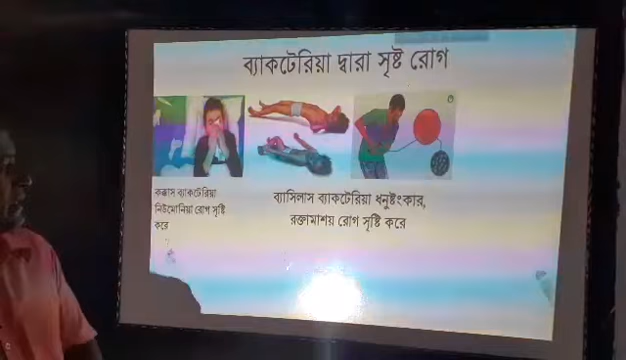 ব্যাকটেরিয়া দ্বারা সৃষ্ট রোগ
কক্কাস ব্যাকটেরিয়া
নিউমোনিয়া রোগ সৃষ্টি
করে
ব্যাসিলাস ব্যাকটেরিয়া ধনুষ্টংকার,
রক্তামাশয় রোগ সৃষ্টি করে